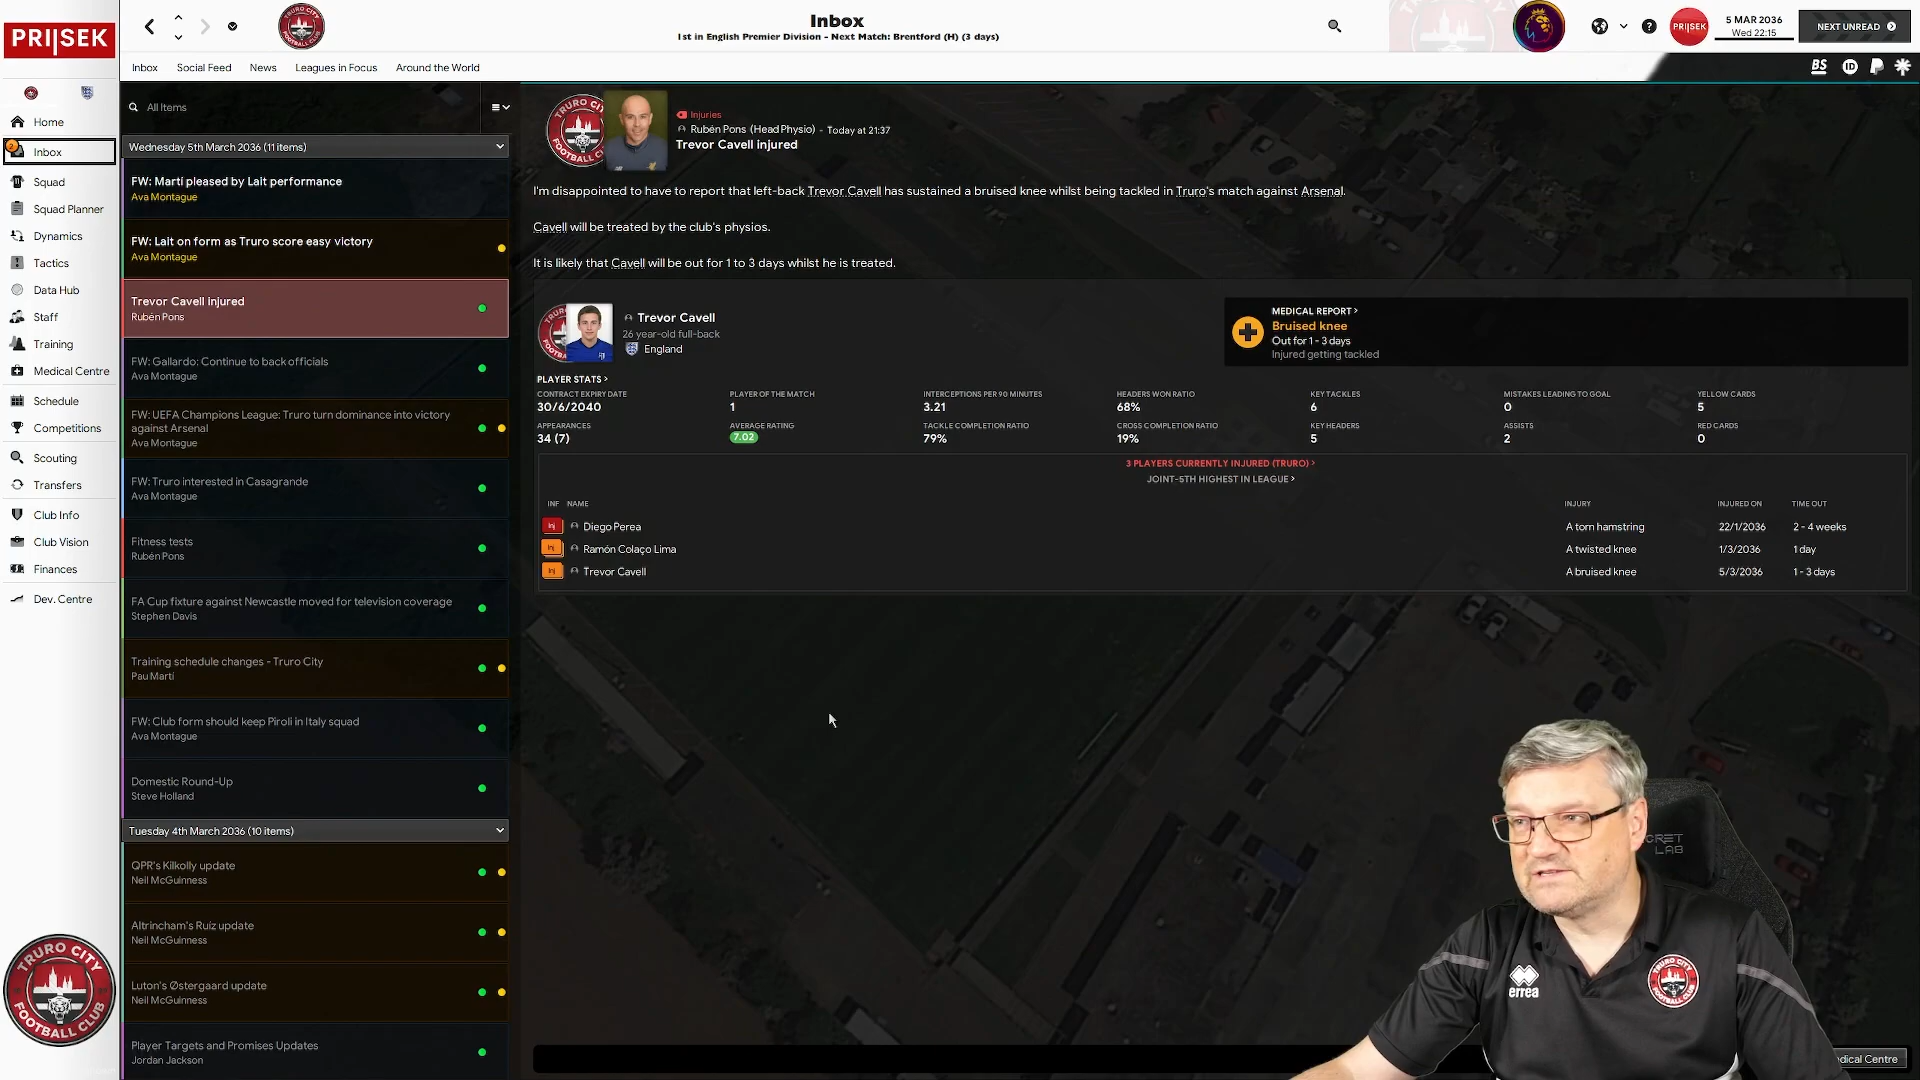 PRIJSEK
Inbox
1st in English Premier Division - Next Match: Brentford (H) (3 days)
PRIJSEK
5 MAR 2036
Wed 22:15
NEXT UNREAD
Inbox
Social Feed
News
Leagues in Focus
Around the World
BS
ID
Home
2
Inbox
Squad
Squad Planner
Dynamics
Tactics
Data Hub
Staff
Training
Medical Centre
Schedule
Competitions
Scouting
Transfers
Club Info
Club Vision
Finances
Dev. Centre
TRURO CITY
FOOTBALL CLUB
All Items
Wednesday 5th March 2036 (11 items)
FW: Martí pleased by Lait performance
Ava Montague
FW: Lait on form as Truro score easy victory
Ava Montague
Trevor Cavell injured
Rubén Pons
FW: Gallardo: Continue to back officials
Ava Montague
FW: UEFA Champions League: Truro turn dominance into victory
against Arsenal
Ava Montague
FW: Truro interested in Casagrande
Ava Montague
Fitness tests
Rubén Pons
FA Cup fixture against Newcastle moved for television coverage
Stephen Davis
Training schedule changes - Truro City
Pau Martí
FW: Club form should keep Piroli in Italy squad
Ava Montague
Domestic Round-Up
Steve Holland
Tuesday 4th March 2036 (10 items)
QPR's Kilkolly update
Neil McGuinness
Altrincham's Ruíz update
Neil McGuinness
Luton's Østergaard update
Neil McGuinness
Player Targets and Promises Updates
Jordan Jackson
Injuries
Rubén Pons (Head Physio) - Today at 21:37
Trevor Cavell injured
I'm disappointed to have to report that left-back Trevor Cavell has sustained a bruised knee whilst being tackled in Truro's match against Arsenal.
Cavell will be treated by the club's physios.
It is likely that Cavell will be out for 1 to 3 days whilst he is treated.
Trevor Cavell
26 year-old full-back
England
MEDICAL REPORT >
Bruised knee
Out for 1 - 3 days
Injured getting tackled
PLAYER STATS >
CONTRACT EXPIRY DATE
30/6/2040
PLAYER OF THE MATCH
1
INTERCEPTIONS PER 90 MINUTES
3.21
HEADERS WON RATIO
68%
KEY TACKLES
6
MISTAKES LEADING TO GOAL
0
YELLOW CARDS
5
APPEARANCES
34 (7)
AVERAGE RATING
7.02
TACKLE COMPLETION RATIO
79%
CROSS COMPLETION RATIO
19%
KEY HEADERS
5
ASSISTS
2
RED CARDS
0
3 PLAYERS CURRENTLY INJURED (TRURO) >
JOINT-5TH HIGHEST IN LEAGUE >
INF NAME INJURY INJURED ON TIME OUT
Inj Diego Perea A torn hamstring 22/1/2036 2 - 4 weeks
Inj Ramón Colaço Lima A twisted knee 1/3/2036 1 day
Inj Trevor Cavell A bruised knee 5/3/2036 1 - 3 days
CRET
LAB
errea
dical Centre